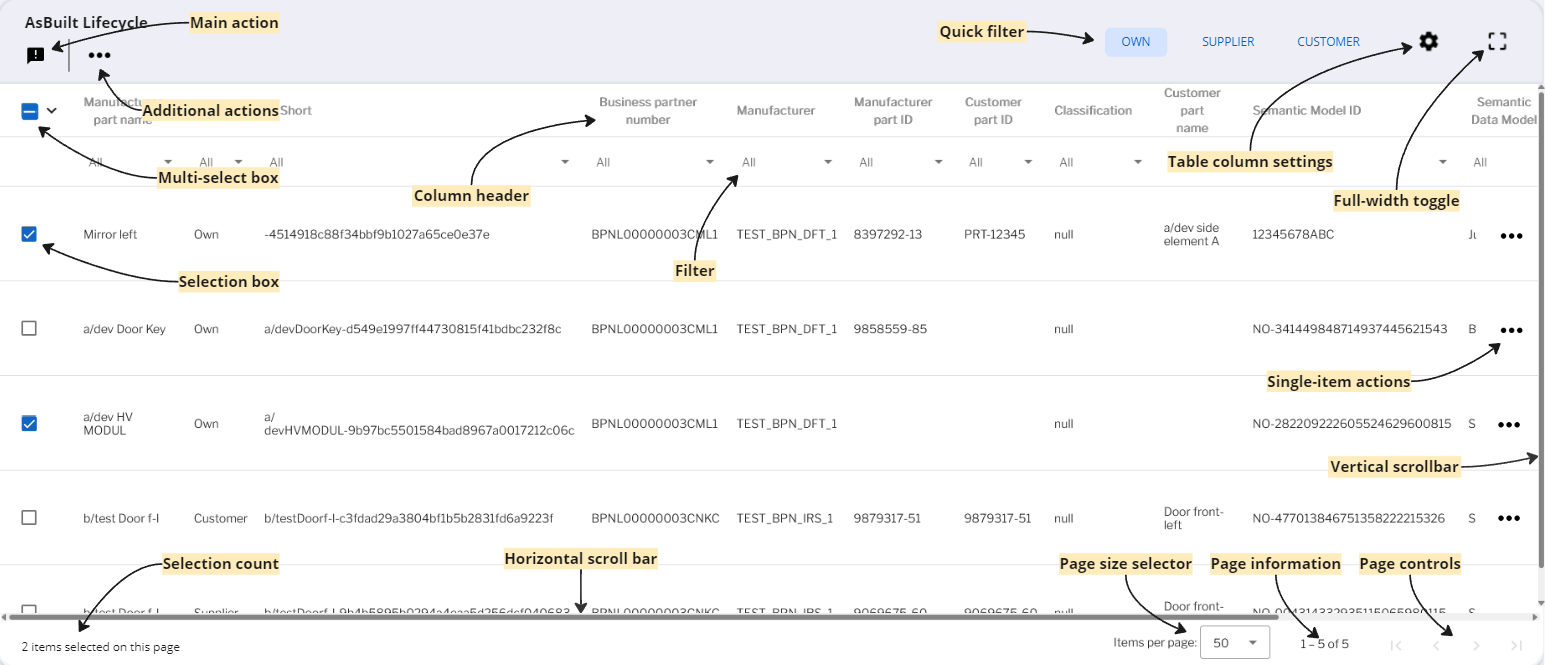 AsBuilt Lifecycle
Main action
Quick filter
OWN
SUPPLIER
CUSTOMER
Additional actions
part name
Short
Business partner
number
Manufacturer
Manufacturer
part ID
Customer
part ID
Classification
Customer
part
name
Semantic Model ID
Semantic
Data Model
All
All
All
All
All
All
All
All
All
Multi-select box
Column header
Table column settings
Full-width toggle
Mirror left
Own
-4514918c88f34bbf9b1027a65ce0e37e
BPNL00000003CML1
TEST_BPN_DFT_1
8397292-13
PRT-12345
null
a/dev side
element A
12345678ABC
Filter
Selection box
a/dev Door Key
Own
a/devDoorKey-d549e1997ff44730815f41bdbc232f8c
BPNL00000003CML1
TEST_BPN_DFT_1
9858559-85
null
NO-341449848714937445621543
B
Single-item actions
a/dev HV
MODUL
Own
a/
devHVMODUL-9b97bc5501584bad8967a0017212c06c
BPNL00000003CML1
TEST_BPN_DFT_1
null
NO-282209222605524629600815
S
Vertical scrollbar
b/test Door f-l
Customer
b/testDoorf-l-c3fdad29a3804bf1b5b2831fd6a9223f
BPNL00000003CNKC
TEST_BPN_IRS_1
9879317-51
9879317-51
null
Door front-
left
NO-477013846751358222215326
S
Selection count
Horizontal scroll bar
Page size selector
Page information
Page controls
b/test Door f-l
Supplier
BPNL00000003CNKC
TEST_BPN_IRS_1
9069675-60
9069675-60
null
Door front-
S
2 items selected on this page
Items per page:
50
1 – 5 of 5